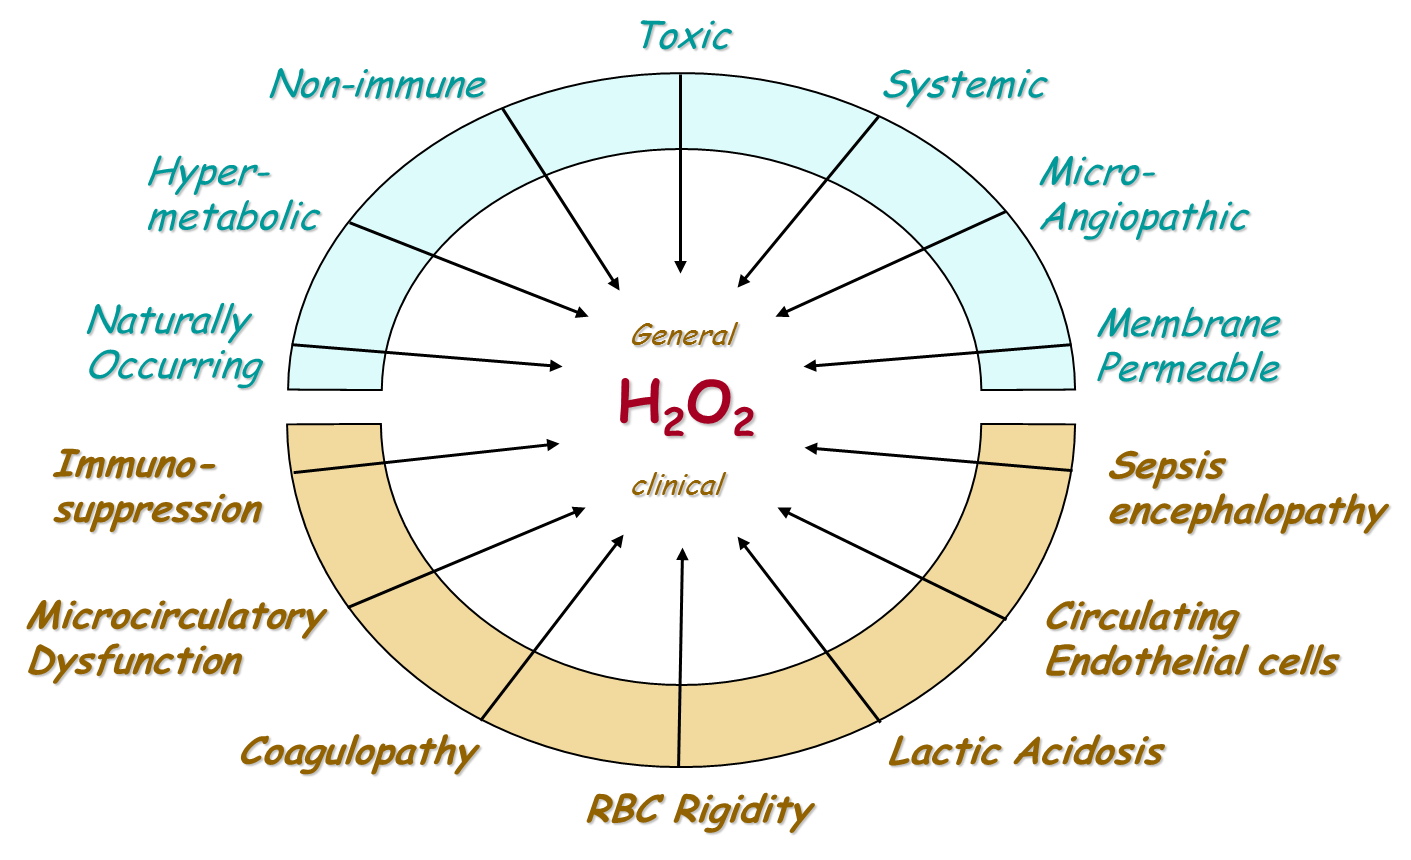 Toxic
Non-immune
Systemic
Hyper-
metabolic
Micro-
Angiopathic
Naturally
Occurring
Membrane
Permeable
General
H₂O₂
clinical
Immuno-
suppression
Sepsis
encephalopathy
Microcirculatory
Dysfunction
Circulating
Endothelial cells
Coagulopathy
Lactic Acidosis
RBC Rigidity